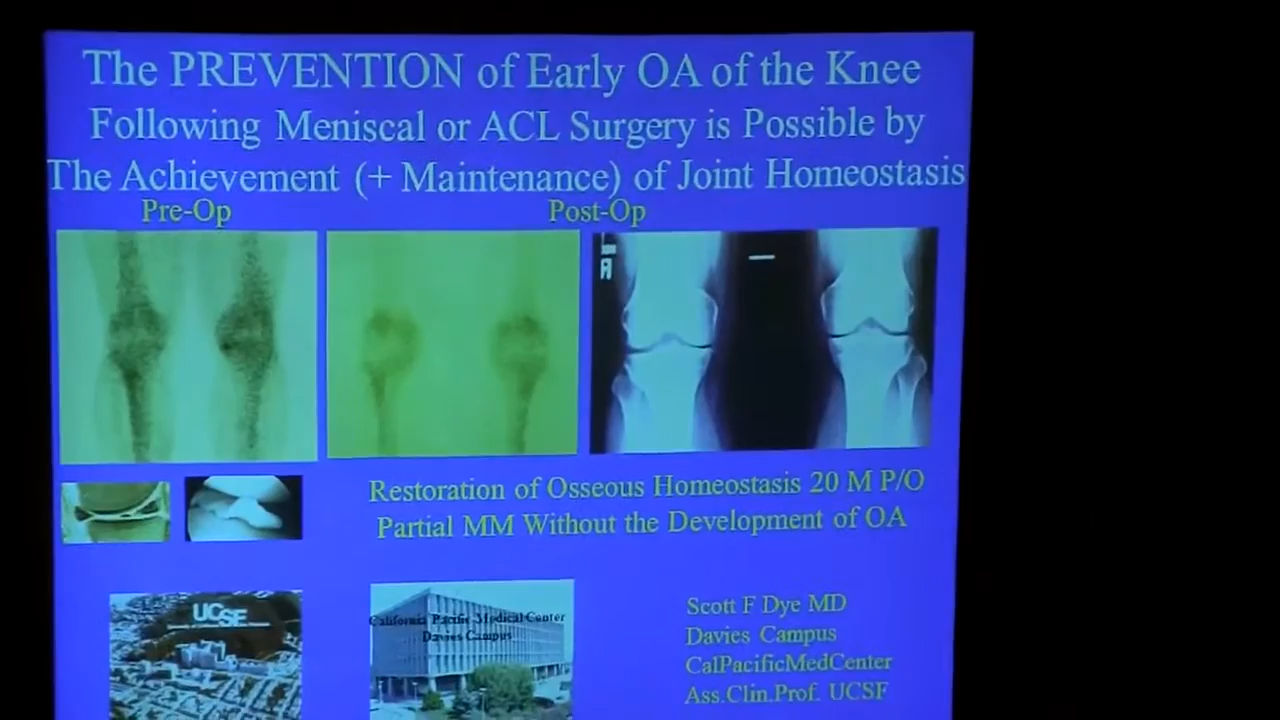 The PREVENTION of Early OA of the Knee
Following Meniscal or ACL Surgery is Possible by
The Achievement (+ Maintenance) of Joint Homeostasis
Pre-Op
Post-Op
R
Restoration of Osseous Homeostasis 20 M P/O
Partial MM Without the Development of OA
UCSF
California Pacific Medical Center
Davies Campus
Scott F Dye MD
Davies Campus
CalPacificMedCenter
Ass.Clin.Prof. UCSF